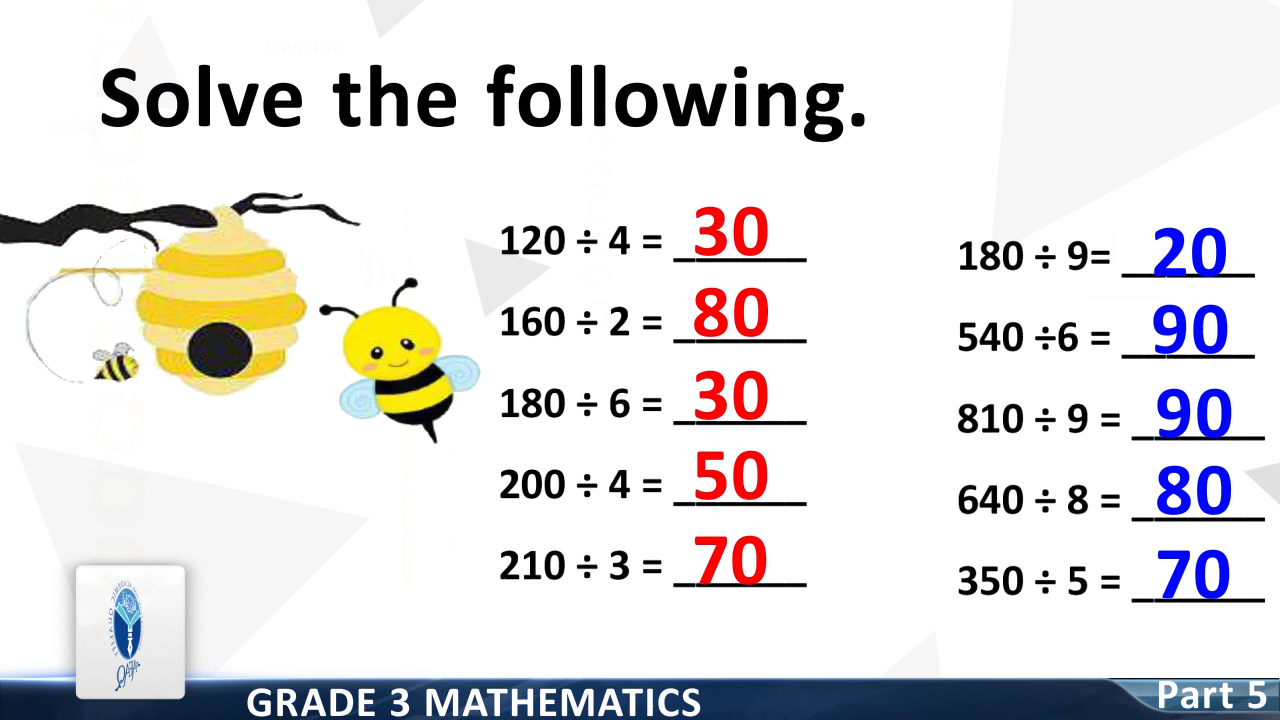 Solve the following.
120 ÷ 4 = 30
160 ÷ 2 = 80
180 ÷ 6 = 30
200 ÷ 4 = 50
210 ÷ 3 = 70
180 ÷ 9= 20
540 ÷6 = 90
810 ÷ 9 = 90
640 ÷ 8 = 80
350 ÷ 5 = 70
GRADE 3 MATHEMATICS
Part 5